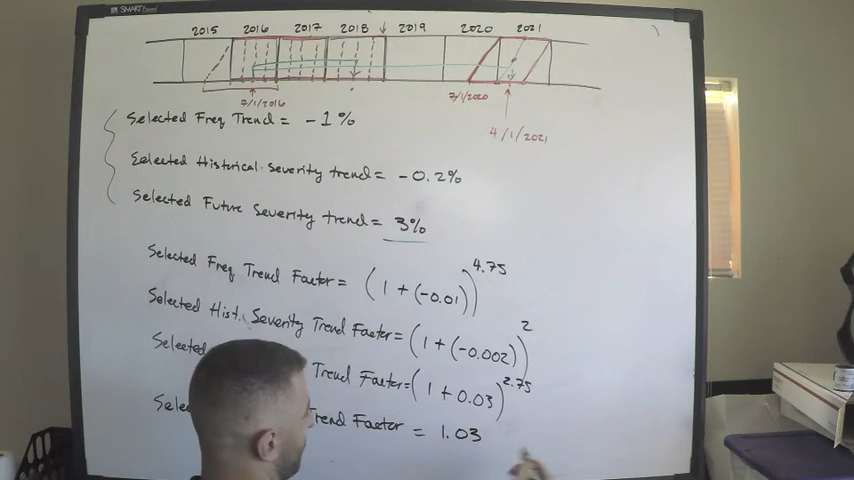 SMART Board
2015 2016 2017 2018 2019 2020 2021
7/1/2016 7/1/2020
4/1/2021
Selected Freq Trend = -1%
Selected Historical Severity trend = -0.2%
Selected Future Severity trend = 3%
Selected Freq Trend Factor = (1 + (-0.01))^4.75
Selected Hist. Severity Trend Factor = (1 + (-0.002))^2
Selected Trend Factor = (1 + 0.03)^2.75
Selec Trend Factor = 1.03